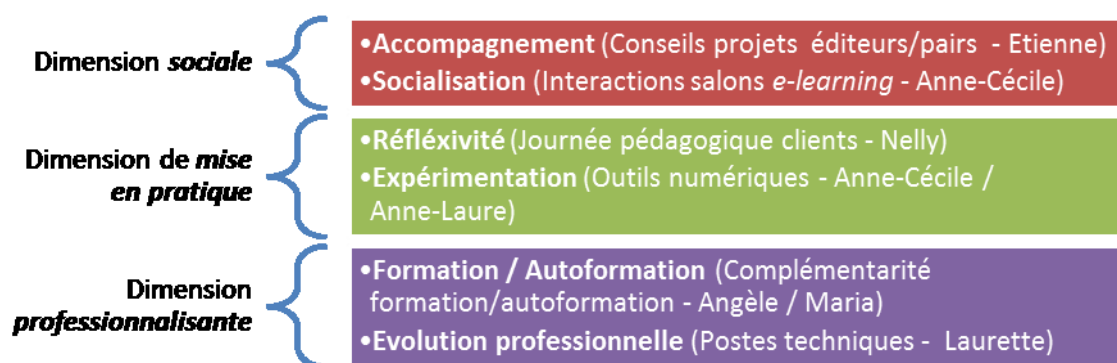 Dimension sociale
•Accompagnement (Conseils projets éditeurs/pairs - Etienne)
•Socialisation (Interactions salons e-learning - Anne-Cécile)
Dimension de mise
en pratique
•Réfléxivité (Journée pédagogique clients - Nelly)
•Expérimentation (Outils numériques - Anne-Cécile /
Anne-Laure)
Dimension
professionnalisante
•Formation / Autoformation (Complémentarité
formation/autoformation - Angèle / Maria)
•Evolution professionnelle (Postes techniques - Laurette)